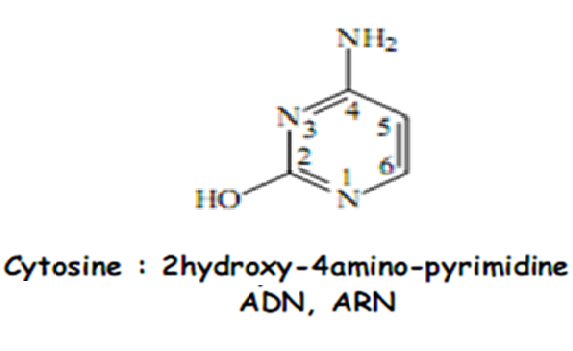 NH2
N
3
4
5
2
1
6
HO
N
Cytosine : 2hydroxy-4amino-pyrimidine
ADN, ARN